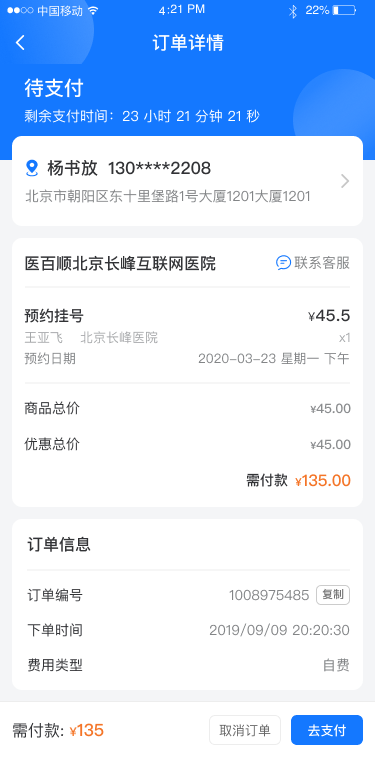 中国移动 4:21 PM 22%
订单详情
待支付
剩余支付时间：23 小时 21 分钟 21 秒
杨书放 130****2208
北京市朝阳区东十里堡路1号大厦1201大厦1201
医百顺北京长峰互联网医院 联系客服
预约挂号 ¥45.5
王亚飞 北京长峰医院 x1
预约日期 2020-03-23 星期一 下午
商品总价 ¥45.00
优惠总价 ¥45.00
需付款 ¥135.00
订单信息
订单编号 1008975485 复制
下单时间 2019/09/09 20:20:30
费用类型 自费
需付款: ¥135 取消订单 去支付